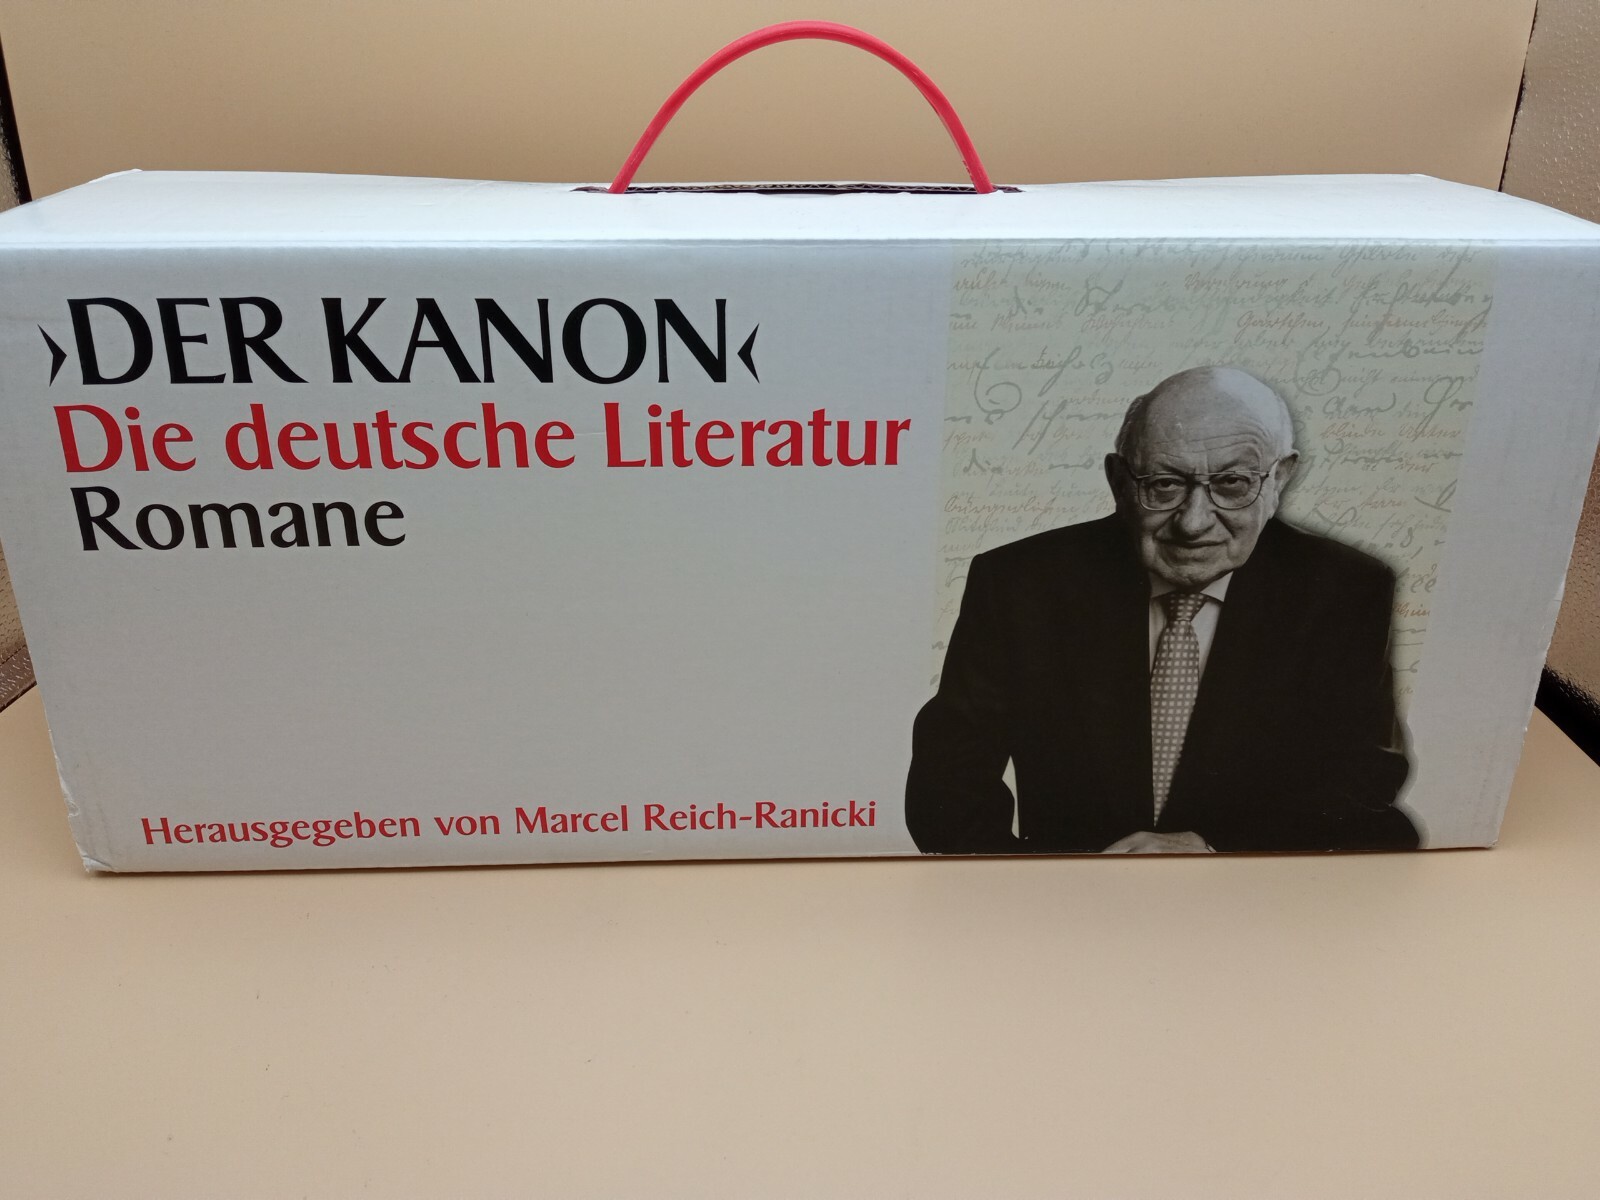 ›DER KANON‹
Die deutsche Literatur
Romane
Herausgegeben von Marcel Reich-Ranicki